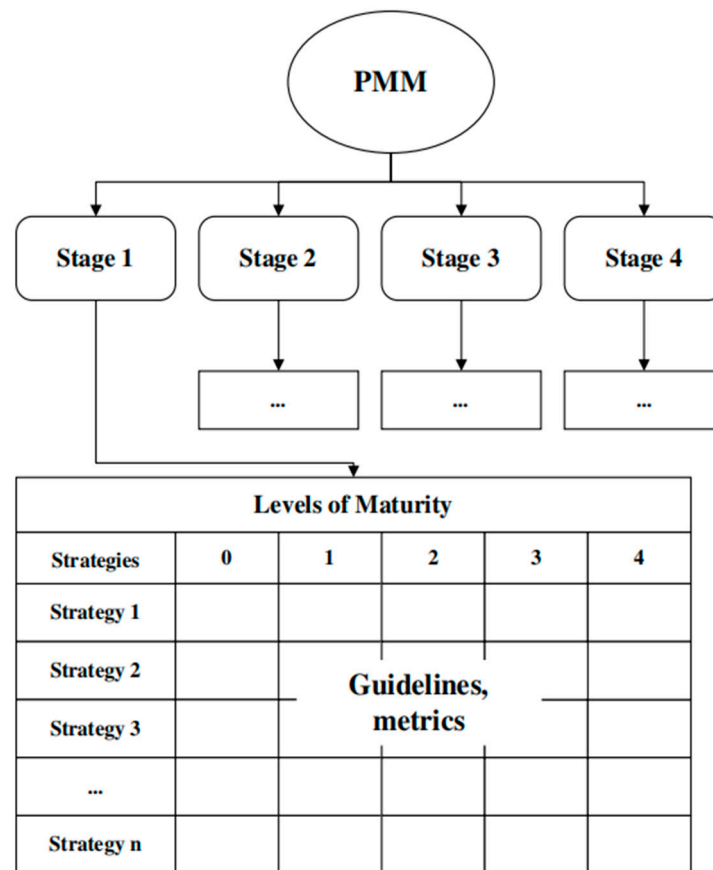 PMM
Stage 1 Stage 2 Stage 3 Stage 4
... ... ...
Levels of Maturity
Strategies 0 1 2 3 4
Strategy 1
Strategy 2
Guidelines,
metrics
Strategy 3
...
Strategy n